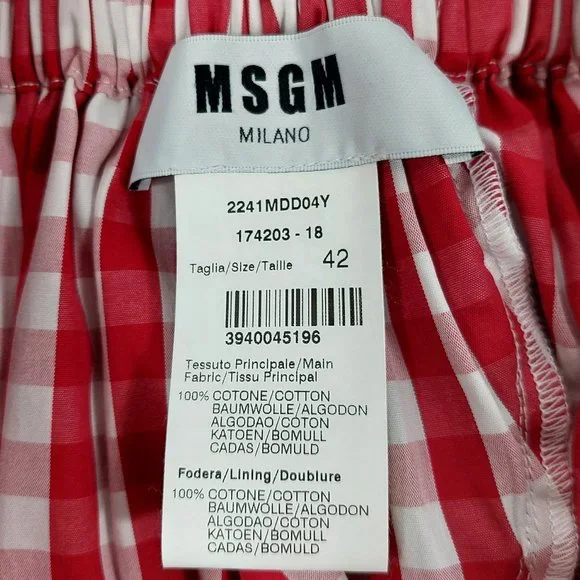 MSGM
MILANO
2241MDD04Y
174203 - 18
Taglia/Size/Taille 42
3940045196
Tessuto Principale/Main
Fabric/Tissu Principal
100% COTONE/COTTON
BAUMWOLLE/ALGODON
ALGODAO/COTON
KATOEN/BOMULL
CADAS/BOMULD
Fodera/Lining/Doublure
100% COTONE/COTTON
BAUMWOLLE/ALGODON
ALGODAO/COTON
KATOEN/BOMULL
CADAS/BOMULD